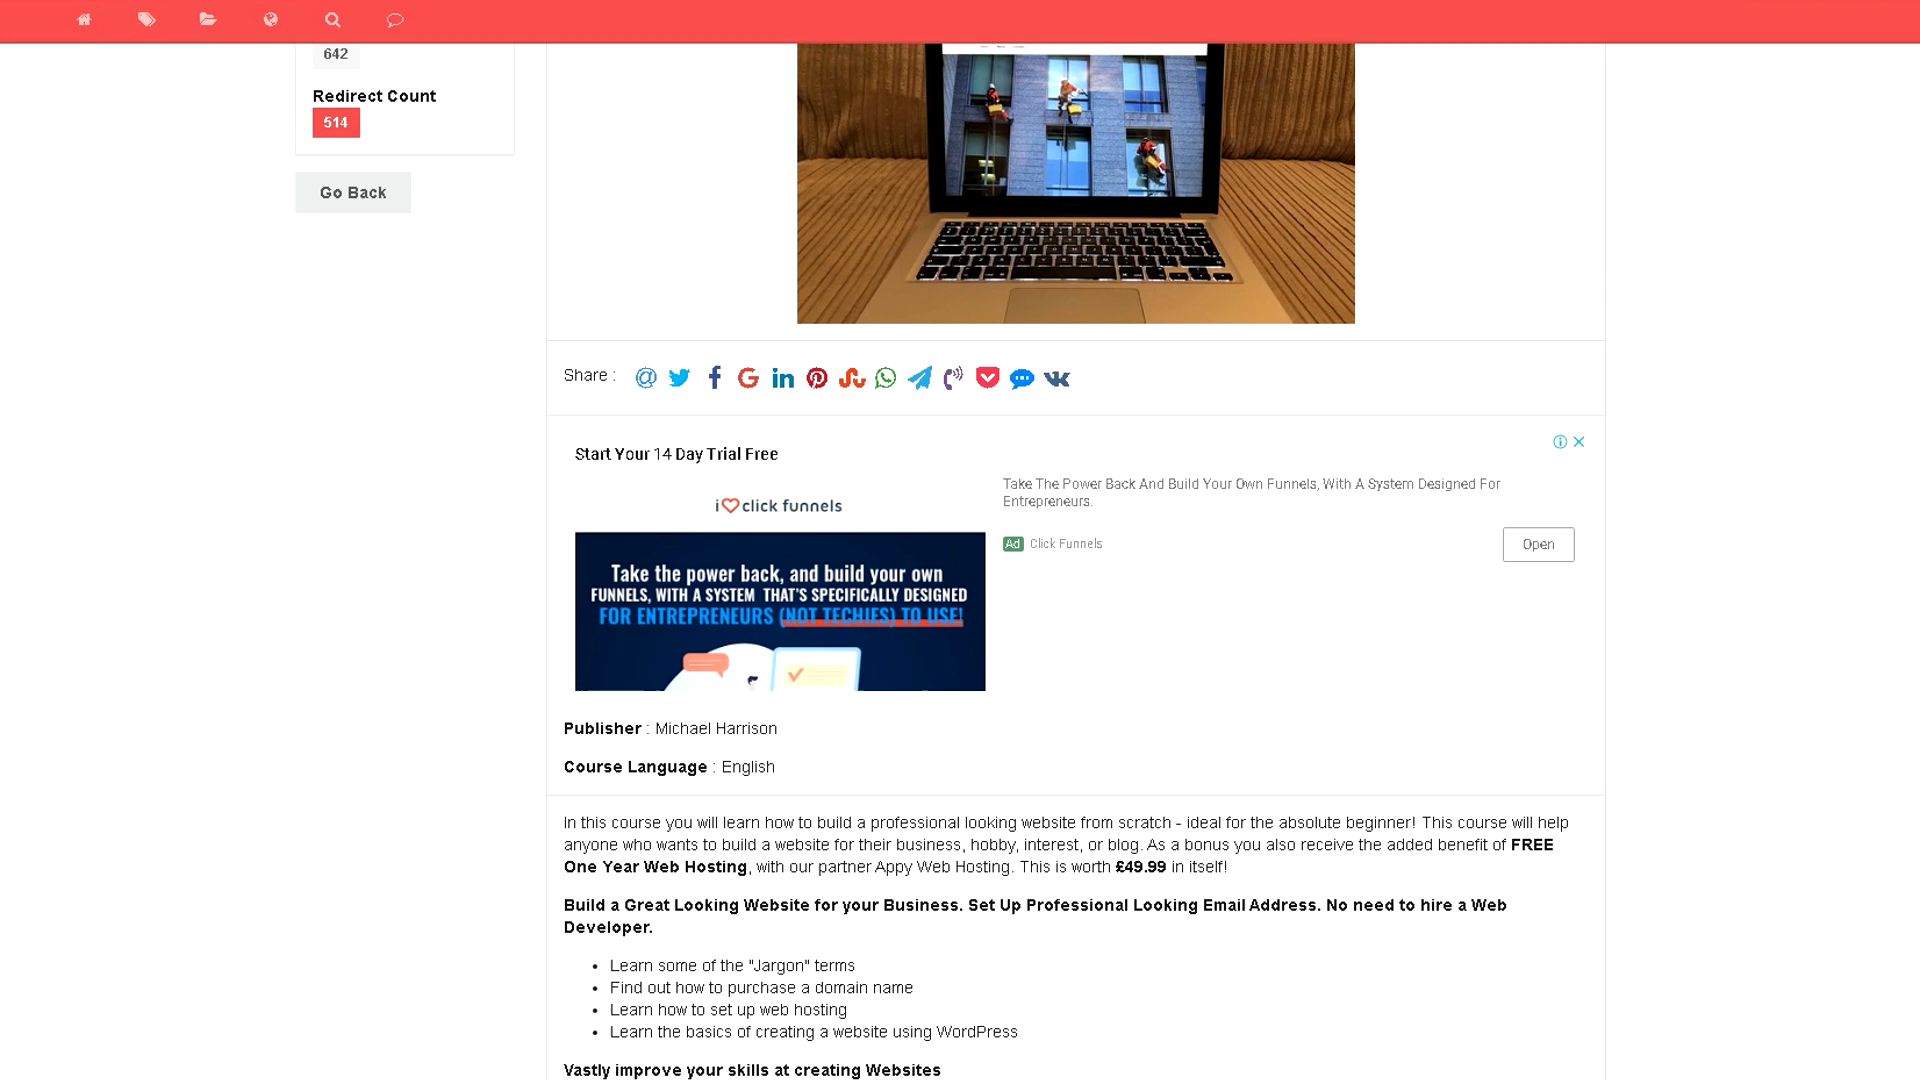 642
Redirect Count
514
Go Back
Share :
Start Your 14 Day Trial Free
i click funnels
Take the power back, and build your own
FUNNELS, WITH A SYSTEM THAT'S SPECIFICALLY DESIGNED
FOR ENTREPRENEURS (NOT TECHIES) TO USE!
Take The Power Back And Build Your Own Funnels, With A System Designed For
Entrepreneurs.
Ad Click Funnels
Open
Publisher : Michael Harrison
Course Language : English
In this course you will learn how to build a professional looking website from scratch - ideal for the absolute beginner! This course will help
anyone who wants to build a website for their business, hobby, interest, or blog. As a bonus you also receive the added benefit of FREE
One Year Web Hosting, with our partner Appy Web Hosting. This is worth £49.99 in itself!
Build a Great Looking Website for your Business. Set Up Professional Looking Email Address. No need to hire a Web
Developer.
• Learn some of the "Jargon" terms
• Find out how to purchase a domain name
• Learn how to set up web hosting
• Learn the basics of creating a website using WordPress
Vastly improve your skills at creating Websites